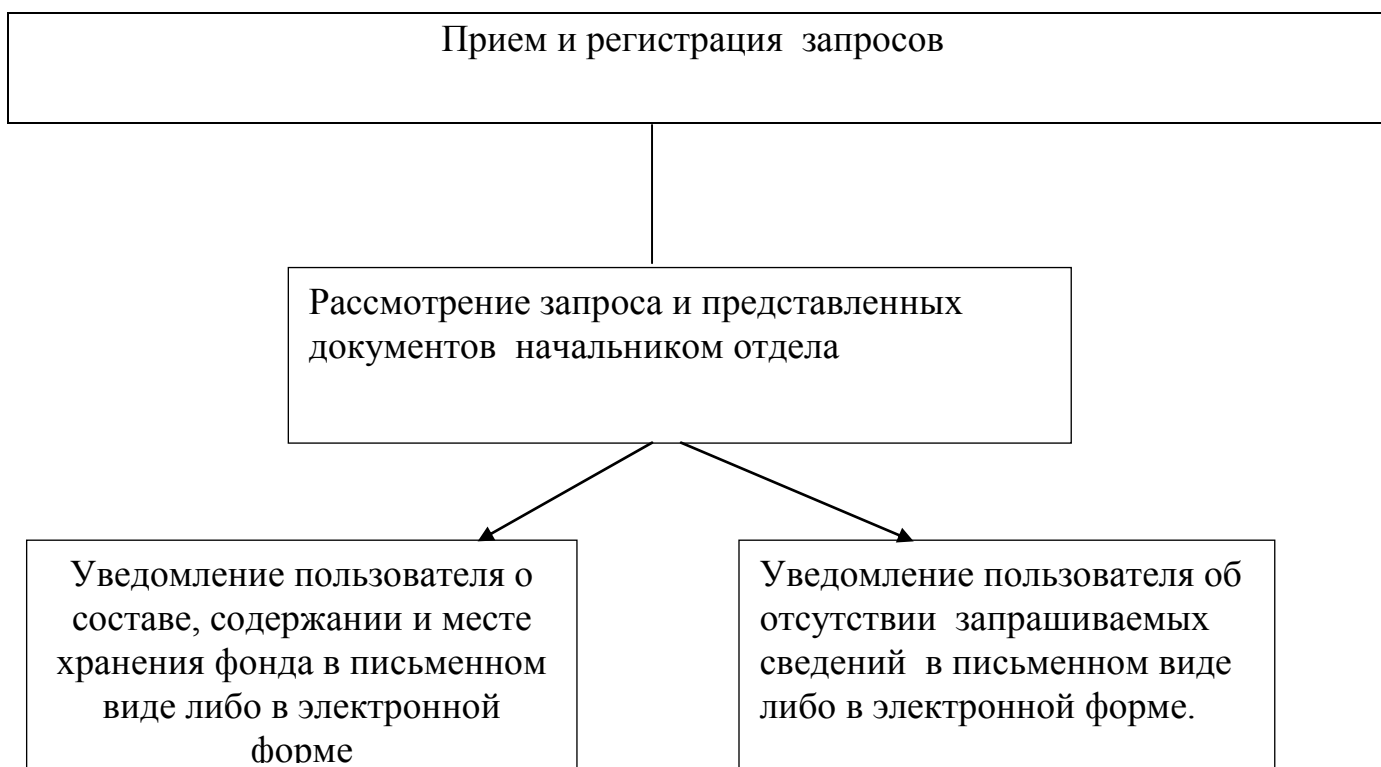 Прием и регистрация запросов
Рассмотрение запроса и представленных
документов начальником отдела
Уведомление пользователя о
составе, содержании и месте
хранения фонда в письменном
виде либо в электронной
форме
Уведомление пользователя об
отсутствии запрашиваемых
сведений в письменном виде
либо в электронной форме.